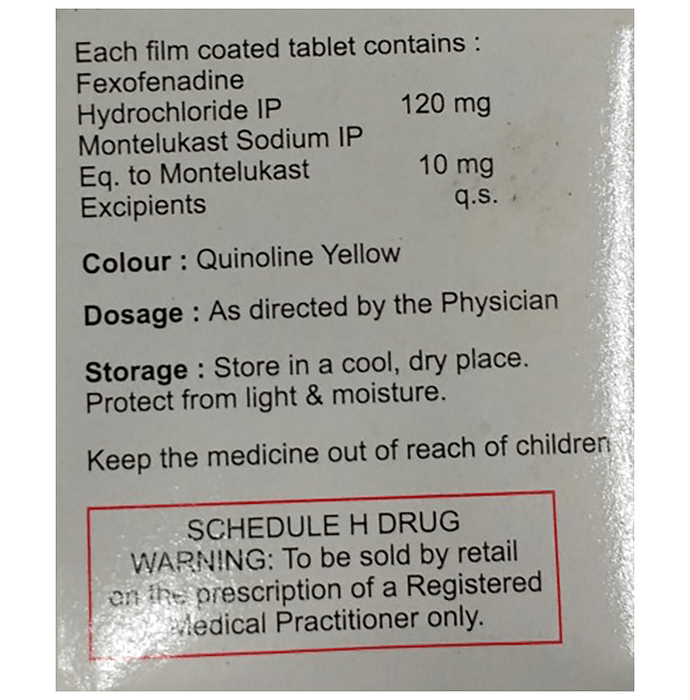 Each film coated tablet contains :
Fexofenadine
Hydrochloride IP 120 mg
Montelukast Sodium IP
Eq. to Montelukast 10 mg
Excipients q.s.
Colour : Quinoline Yellow
Dosage : As directed by the Physician
Storage : Store in a cool, dry place.
Protect from light & moisture.
Keep the medicine out of reach of children
SCHEDULE H DRUG
WARNING: To be sold by retail
on the prescription of a Registered
Medical Practitioner only.